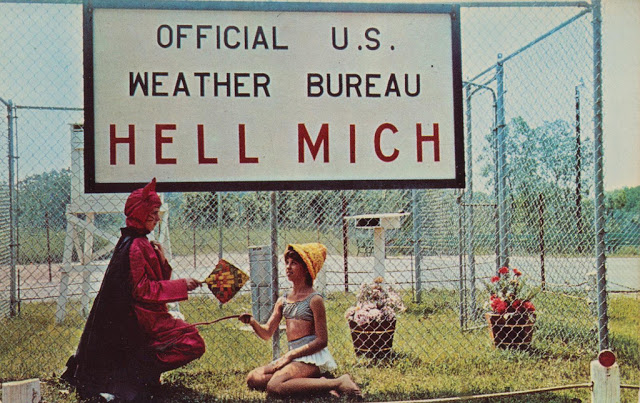 OFFICIAL U.S.
WEATHER BUREAU
HELL MICH